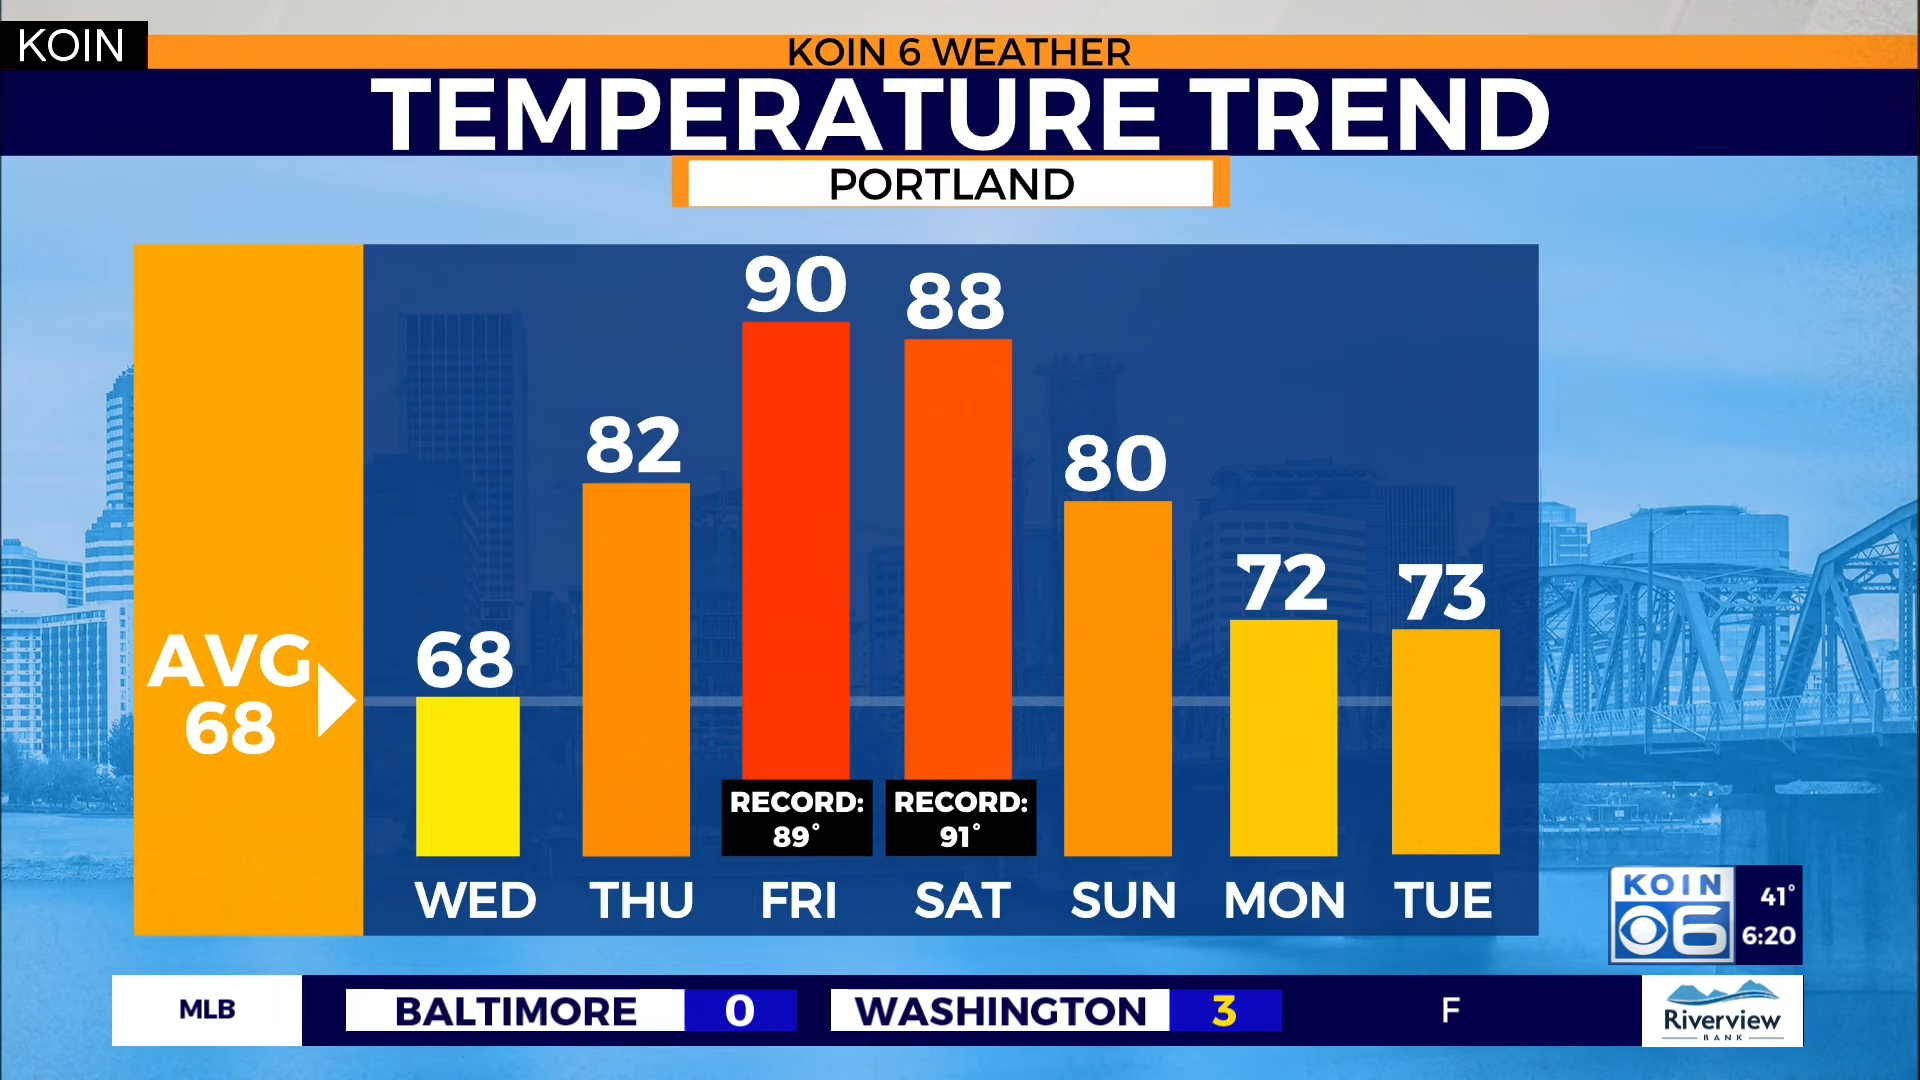 KOIN
KOIN 6 WEATHER
TEMPERATURE TREND
PORTLAND
AVG
68
68
82
90
88
80
72
73
RECORD:
89°
RECORD:
91°
WED THU FRI SAT SUN MON TUE
KOIN
6
41°
6:20
MLB BALTIMORE 0 WASHINGTON 3 F
Riverview
BANK